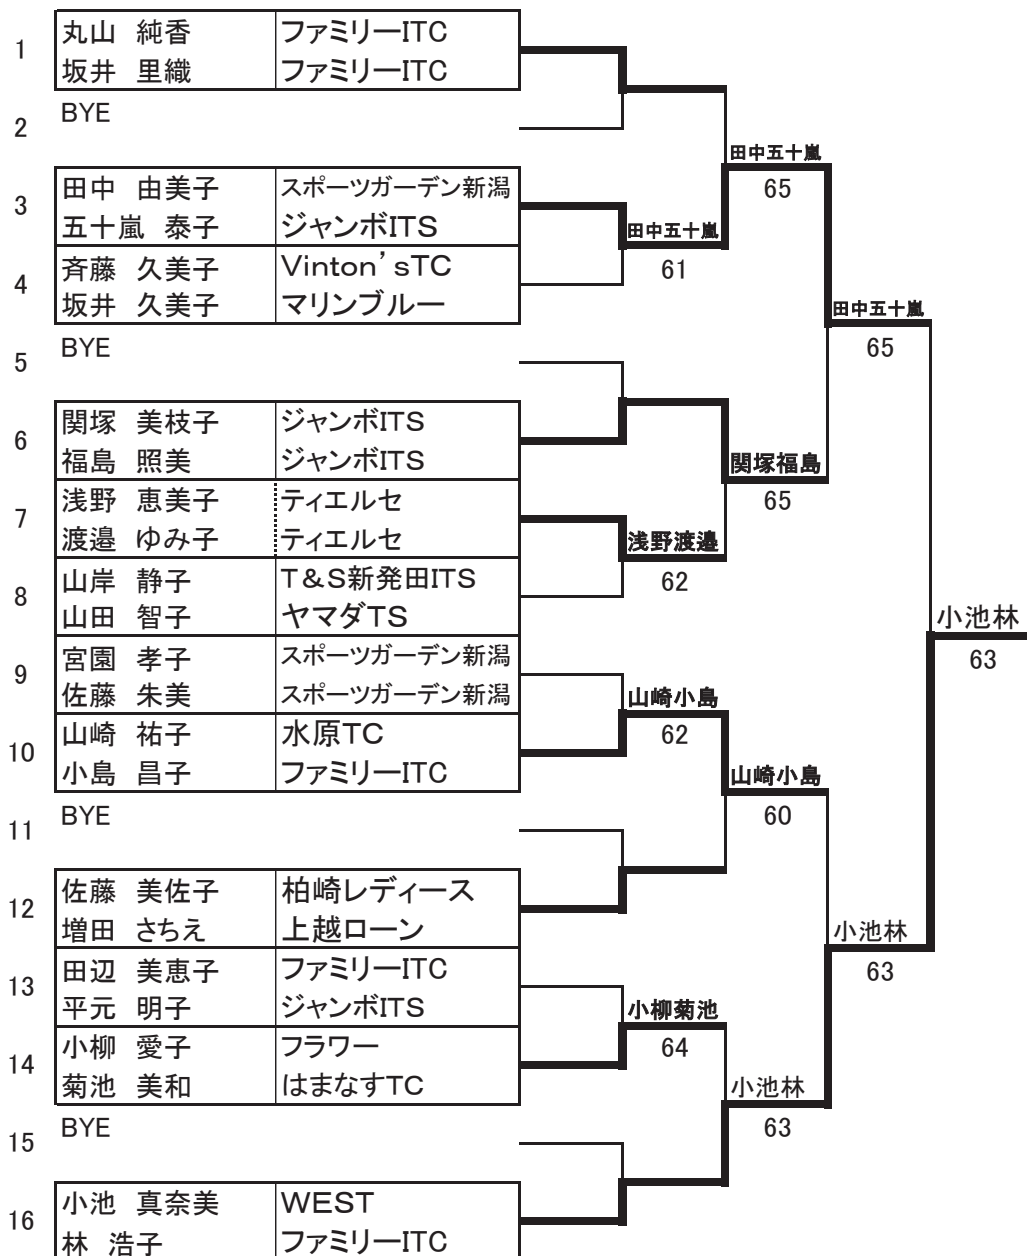 1
丸山 純香 ファミリーITC
坂井 里織 ファミリーITC
2 BYE
3
田中 由美子 スポーツガーデン新潟
五十嵐 泰子 ジャンボITS
4
斉藤 久美子 Vinton'sTC
坂井 久美子 マリンブルー
5 BYE
6
関塚 美枝子 ジャンボITS
福島 照美 ジャンボITS
7
浅野 恵美子 ティエルセ
渡邉 ゆみ子 ティエルセ
8
山岸 静子 T&S新発田ITS
山田 智子 ヤマダTS
9
宮園 孝子 スポーツガーデン新潟
佐藤 朱美 スポーツガーデン新潟
10
山崎 祐子 水原TC
小島 昌子 ファミリーITC
11 BYE
12
佐藤 美佐子 柏崎レディース
増田 さちえ 上越ローン
13
田辺 美恵子 ファミリーITC
平元 明子 ジャンボITS
14
小柳 愛子 フラワー
菊池 美和 はまなすTC
15 BYE
16
小池 真奈美 WEST
林 浩子 ファミリーITC
田中五十嵐
61
浅野渡邉
62
山崎小島
62
小柳菊池
64
田中五十嵐
65
関塚福島
65
山崎小島
60
小池林
63
田中五十嵐
65
小池林
63
小池林
63